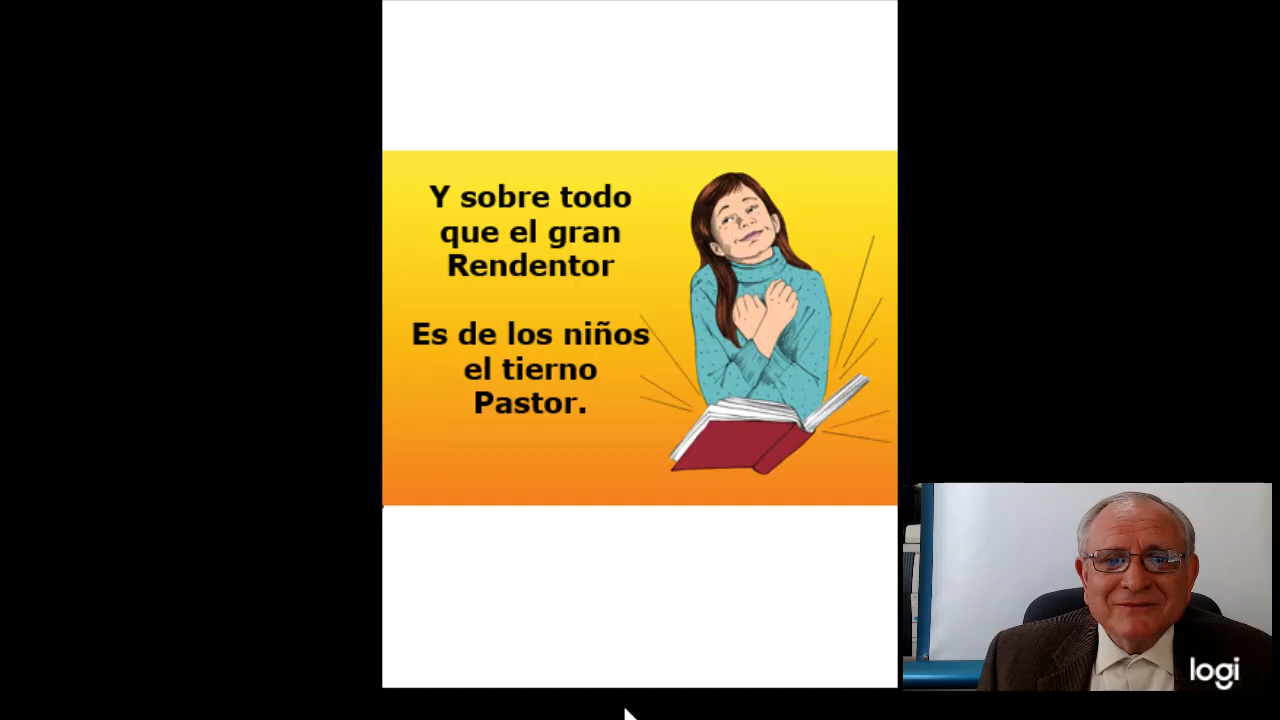 Y sobre todo
que el gran
Rendentor
Es de los niños
el tierno
Pastor.
logi